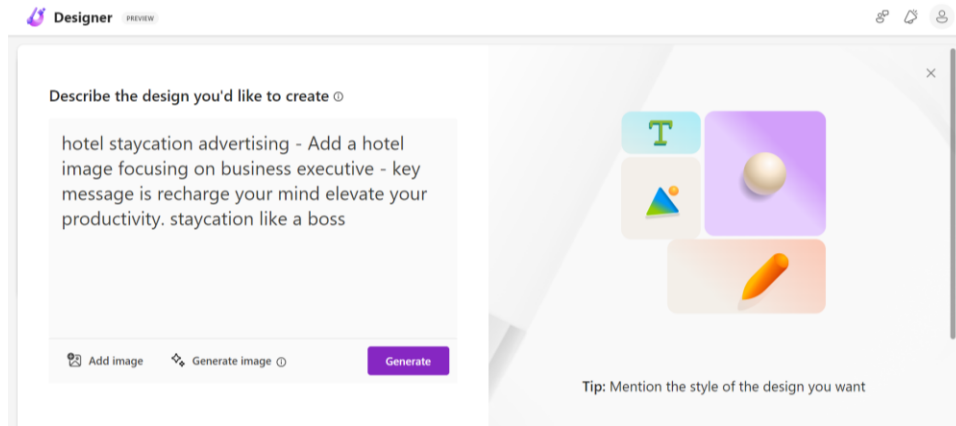 Designer PREVIEW
Describe the design you'd like to create
hotel staycation advertising - Add a hotel
image focusing on business executive - key
message is recharge your mind elevate your
productivity. staycation like a boss
Add image Generate image Generate
T
Tip: Mention the style of the design you want